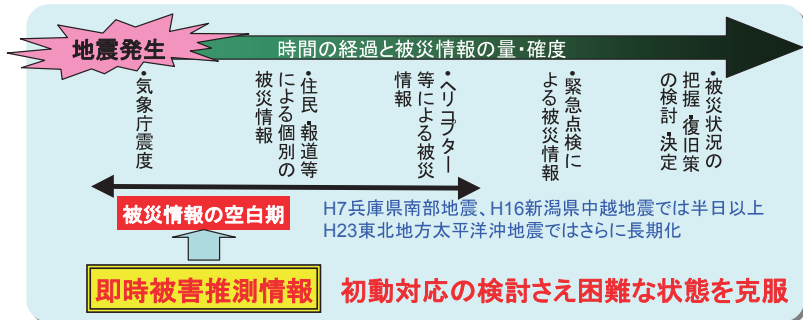 地震発生
時間の経過と被災情報の量・確度
・気象庁震度
・住民・報道等
による個別の
被災情報
・ヘリコプター
等による被災
情報
・緊急点検に
よる被災情報
・被災状況の
把握・復旧策
の検討・決定
被災情報の空白期
H7兵庫県南部地震、H16新潟県中越地震では半日以上
H23東北地方太平洋沖地震ではさらに長期化
即時被害推測情報
初動対応の検討さえ困難な状態を克服